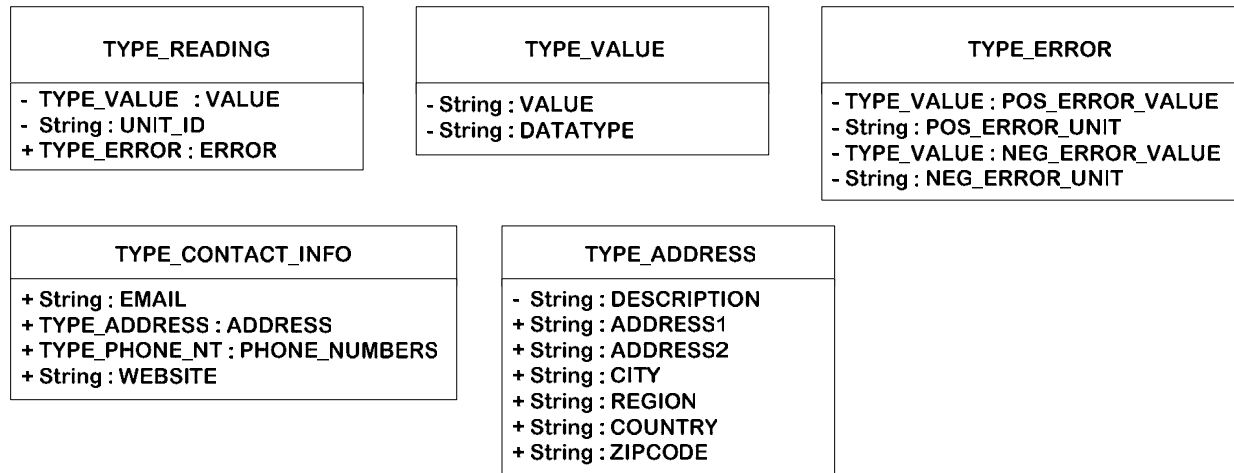 TYPE_READING
- TYPE_VALUE : VALUE
- String : UNIT_ID
+ TYPE_ERROR : ERROR
TYPE_VALUE
- String : VALUE
- String : DATATYPE
TYPE_ERROR
- TYPE_VALUE : POS_ERROR_VALUE
- String : POS_ERROR_UNIT
- TYPE_VALUE : NEG_ERROR_VALUE
- String : NEG_ERROR_UNIT
TYPE_CONTACT_INFO
+ String : EMAIL
+ TYPE_ADDRESS : ADDRESS
+ TYPE_PHONE_NT : PHONE_NUMBERS
+ String : WEBSITE
TYPE_ADDRESS
- String : DESCRIPTION
+ String : ADDRESS1
+ String : ADDRESS2
+ String : CITY
+ String : REGION
+ String : COUNTRY
+ String : ZIPCODE